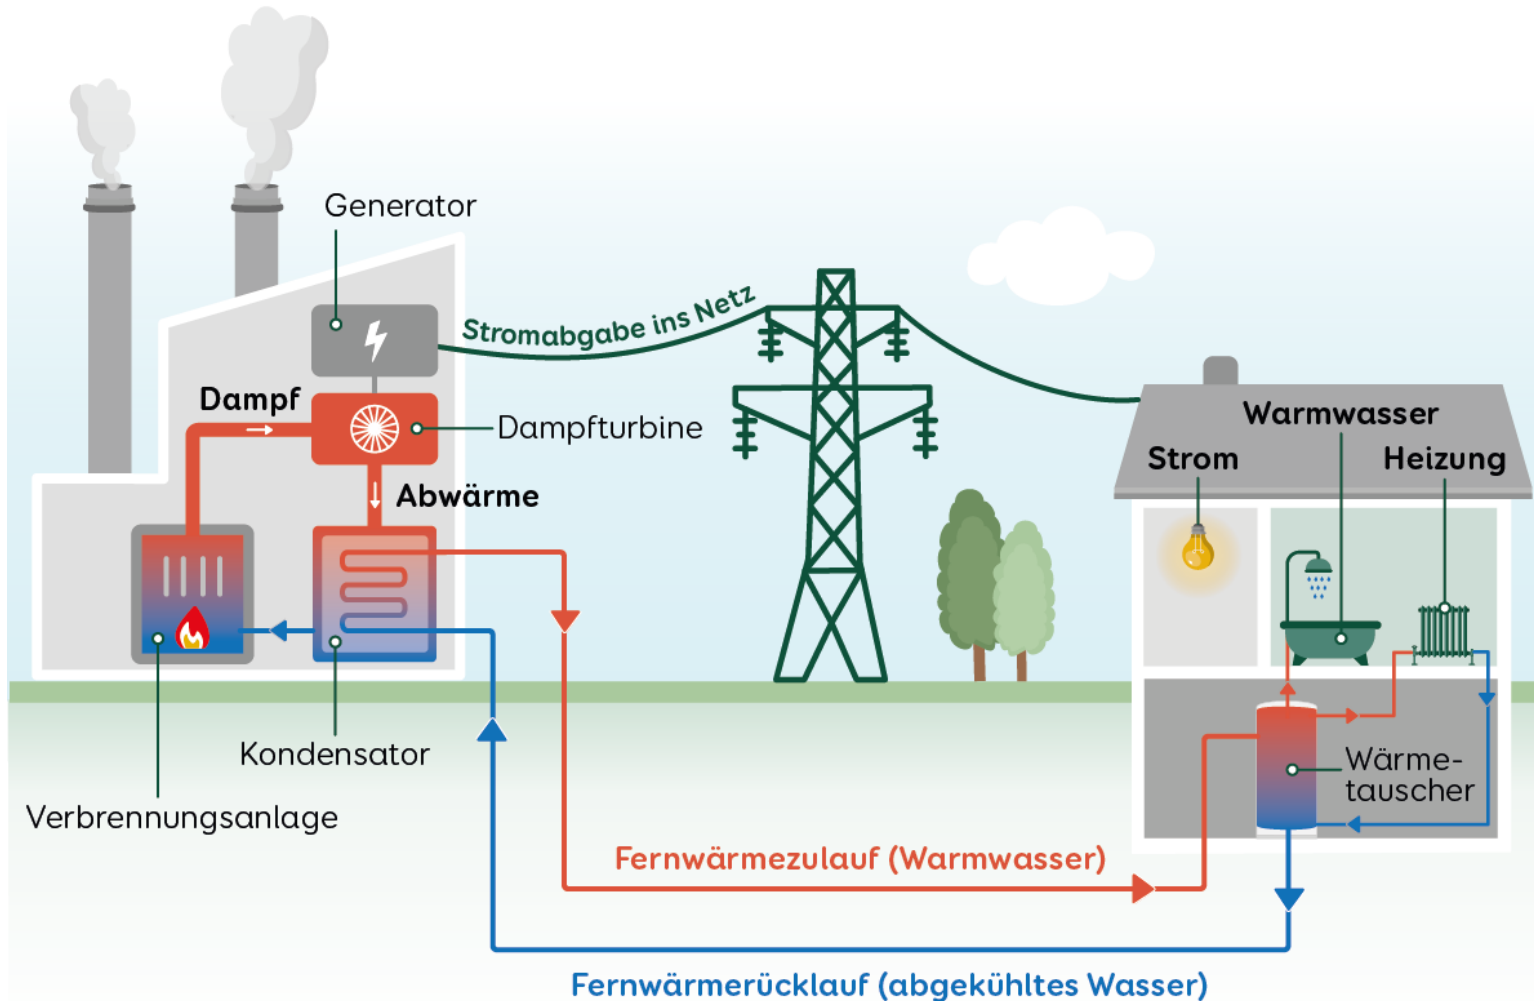 Generator
Stromabgabe ins Netz
Dampf
Dampfturbine
Warmwasser
Strom
Heizung
Abwärme
Kondensator
Wärme-
tauscher
Verbrennungsanlage
Fernwärmezulauf (Warmwasser)
Fernwärmerücklauf (abgekühltes Wasser)